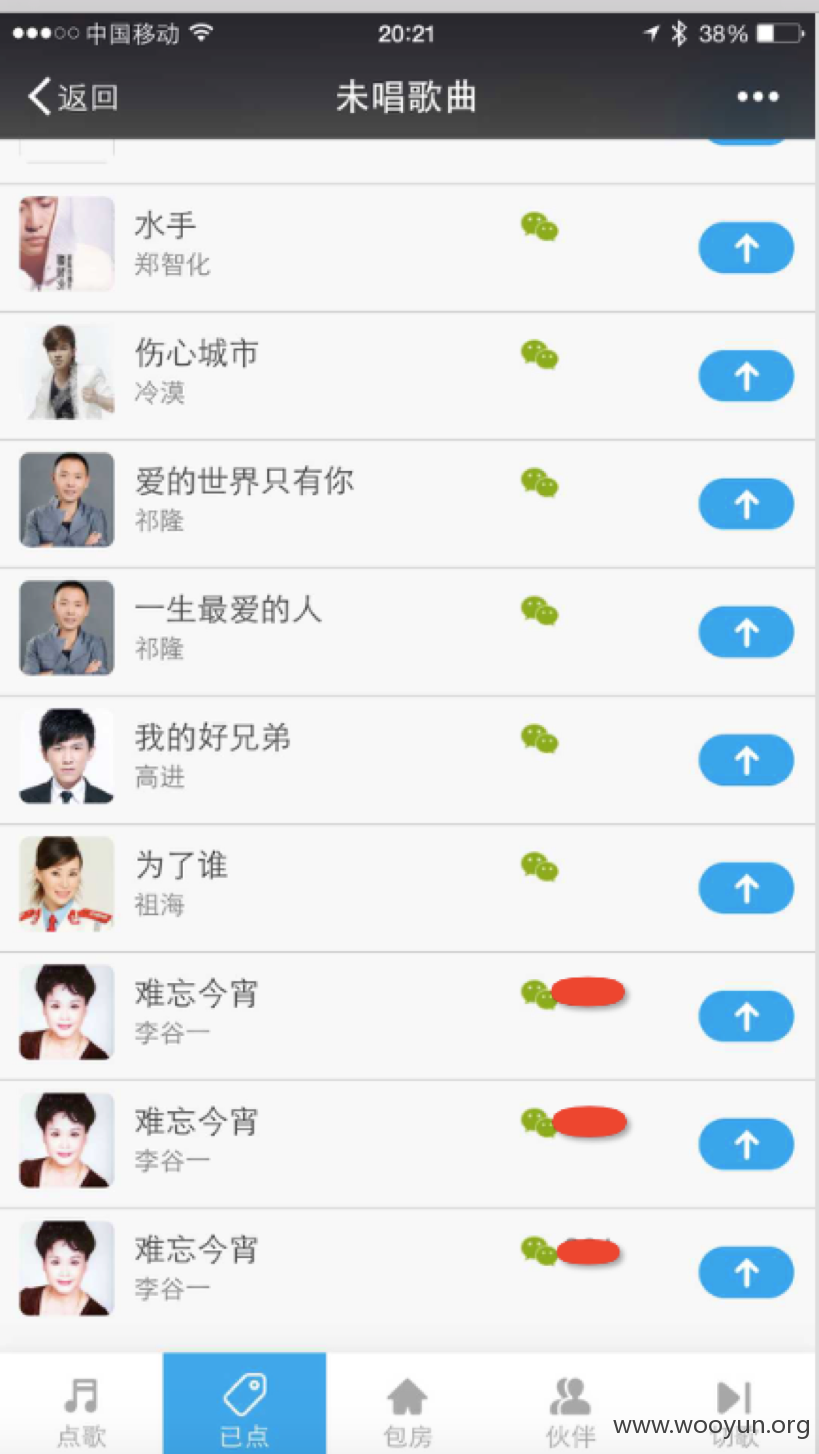 中国移动 20:21 38%
返回 未唱歌曲
水手
郑智化
伤心城市
冷漠
爱的世界只有你
祁隆
一生最爱的人
祁隆
我的好兄弟
高进
为了谁
祖海
难忘今宵
李谷一
难忘今宵
李谷一
难忘今宵
李谷一
点歌 已点 包房 伙伴 切歌
www.wooyun.org